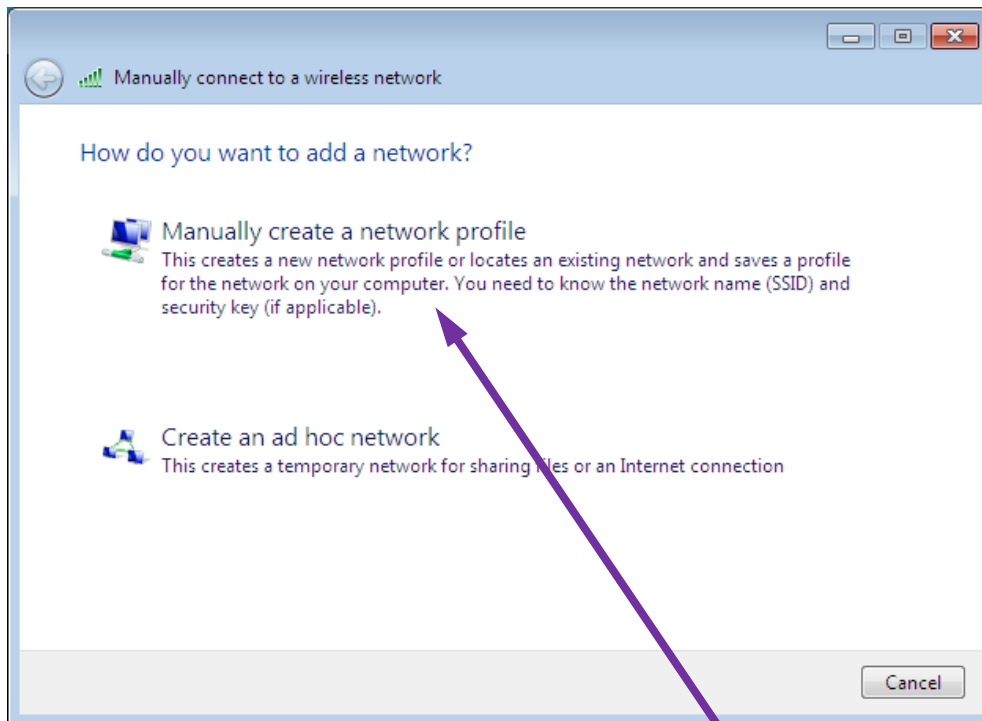 Manually connect to a wireless network
How do you want to add a network?
Manually create a network profile
This creates a new network profile or locates an existing network and saves a profile
for the network on your computer. You need to know the network name (SSID) and
security key (if applicable).
Create an ad hoc network
This creates a temporary network for sharing files or an Internet connection
Cancel